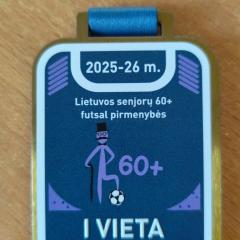 2025-26 m.
Lietuvos senjorų 60+
futsal pirmenybės
60+
I VIETA